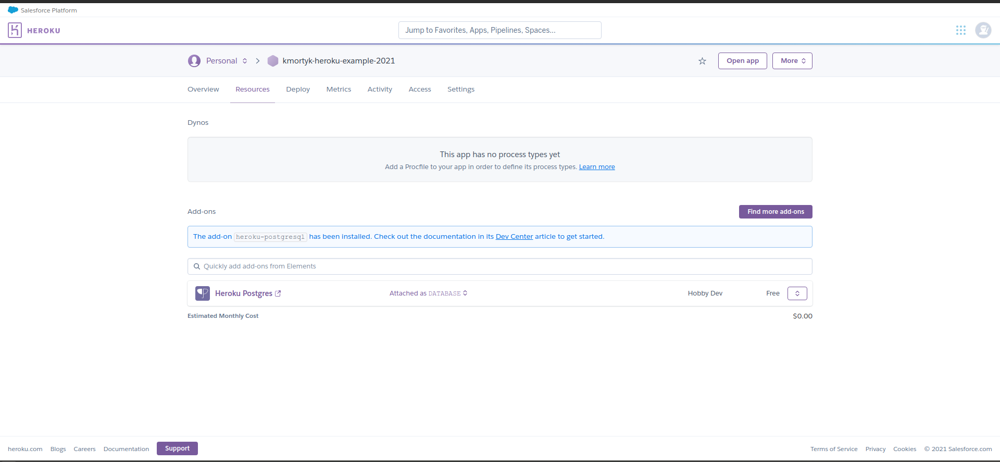 Salesforce Platform
HEROKU
Jump to Favorites, Apps, Pipelines, Spaces...
Personal
kmortyk-heroku-example-2021
Open app
More
Overview Resources Deploy Metrics Activity Access Settings
Dynos
This app has no process types yet
Add a Procfile to your app in order to define its process types. Learn more
Add-ons
Find more add-ons
The add-on heroku-postgresql has been installed. Check out the documentation in its Dev Center article to get started.
Quickly add add-ons from Elements
Heroku Postgres Attached as DATABASE Hobby Dev Free
Estimated Monthly Cost $0.00
heroku.com Blogs Careers Documentation Support Terms of Service Privacy Cookies © 2021 Salesforce.com